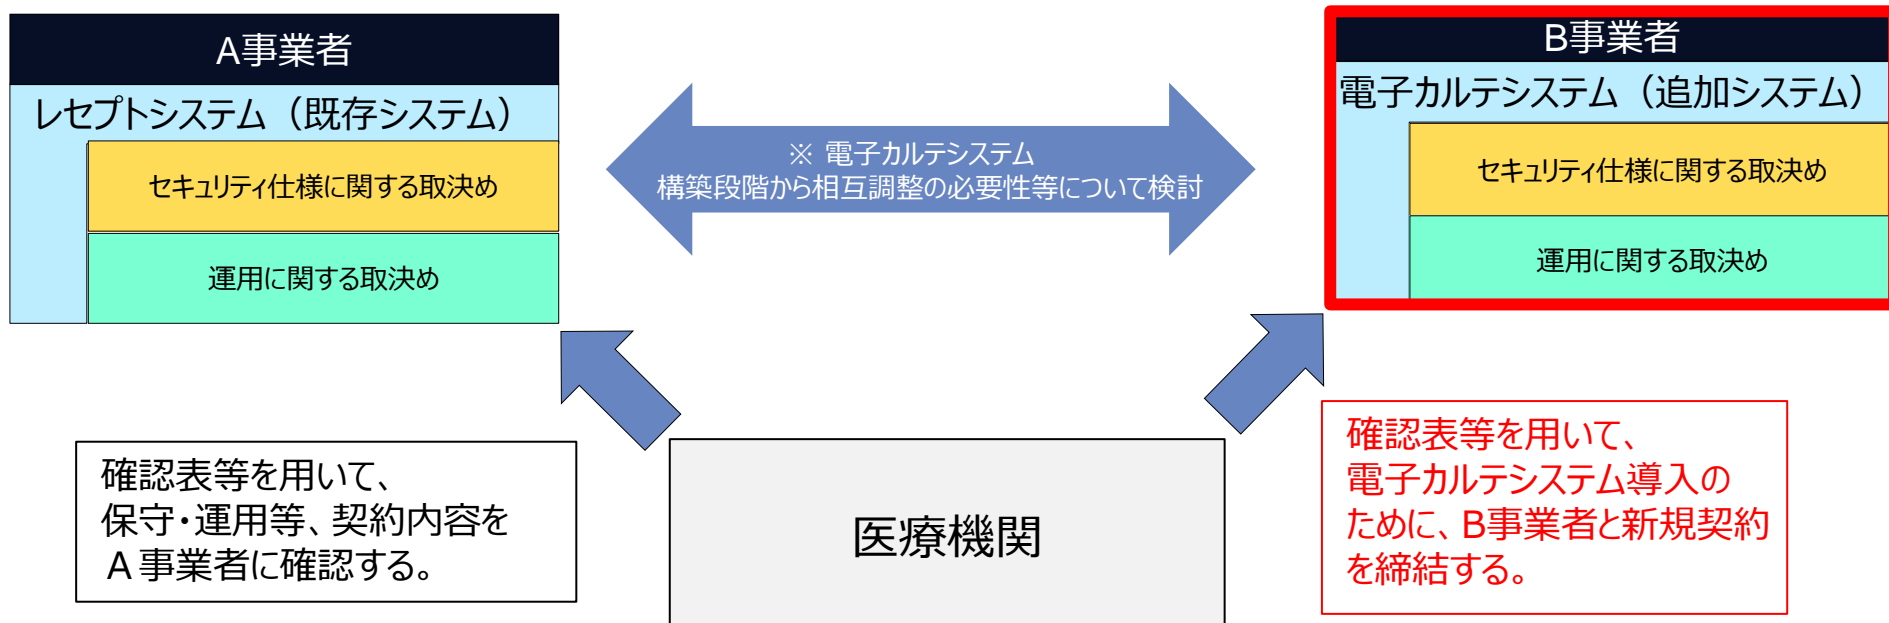 A事業者
レセプトシステム（既存システム）
セキュリティ仕様に関する取決め
運用に関する取決め
※ 電子カルテシステム
構築段階から相互調整の必要性等について検討
B事業者
電子カルテシステム（追加システム）
セキュリティ仕様に関する取決め
運用に関する取決め
確認表等を用いて、
保守・運用等、契約内容を
A 事業者に確認する。
医療機関
確認表等を用いて、
電子カルテシステム導入の
ために、B事業者と新規契約
を締結する。